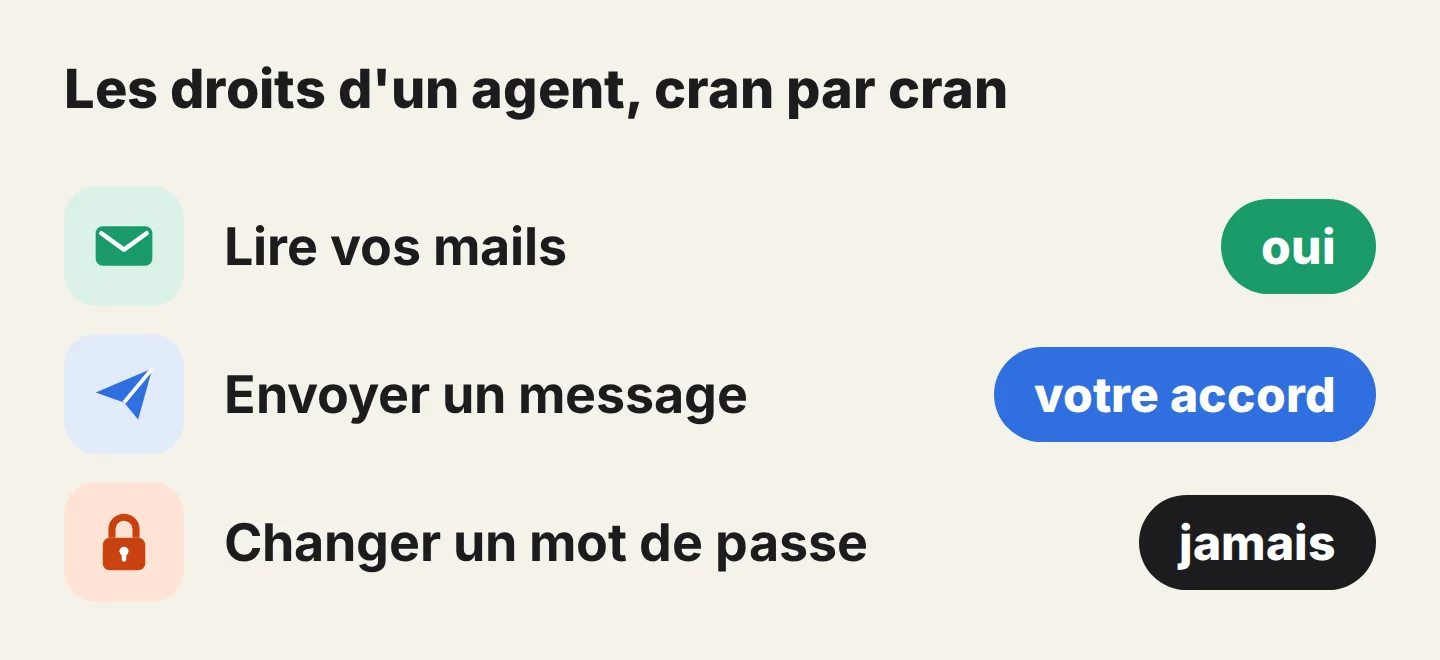 Les droits d'un agent, cran par cran
Lire vos mails
oui
Envoyer un message
votre accord
Changer un mot de passe
jamais